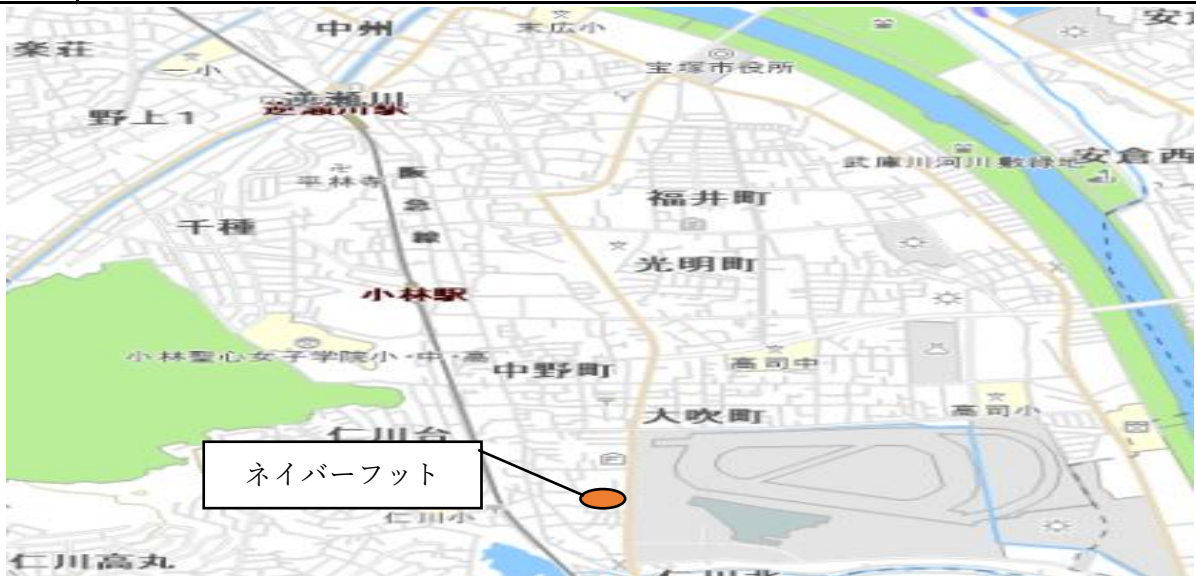 中州
末広小
楽荘
一小
宝塚市役所
逆瀬川
逆瀬川駅
野上1
平林寺
阪急線
武庫川河川敷緑地
安倉西
福井町
千種
光明町
小林駅
小林聖心女子学院小・中・高
中野町
高司中
大吹町
高司小
仁川台
ネイバーフット
仁川小
仁川高丸
仁川北